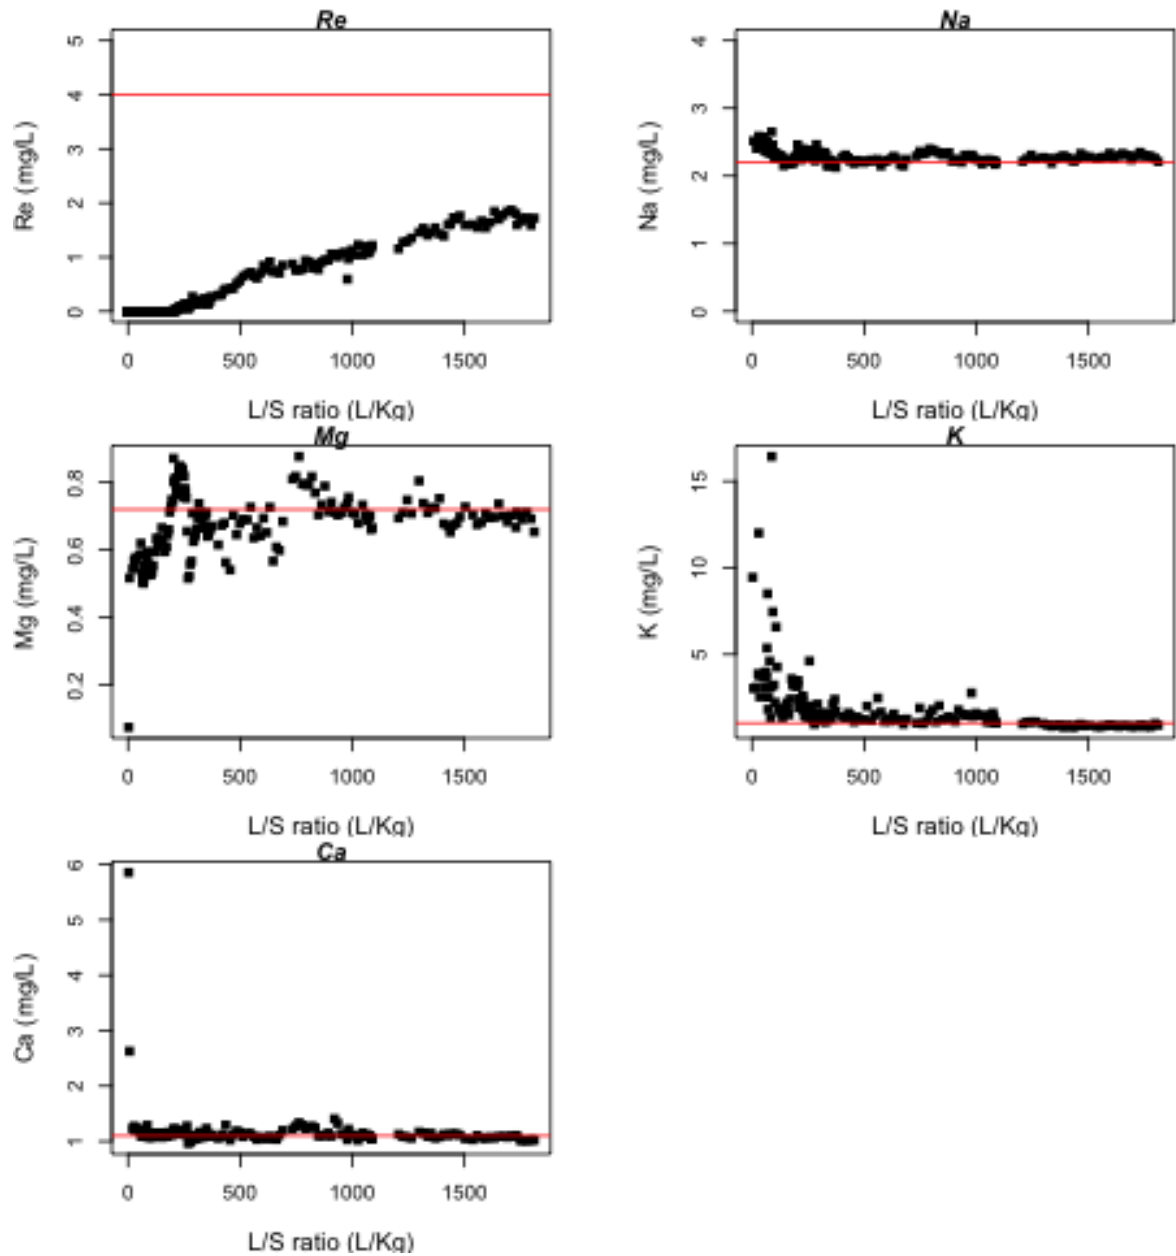 Re
Re (mg/L)
5
4
3
2
1
0
0 500 1000 1500
L/S ratio (L/Kg)
Na
Na (mg/L)
4
3
2
1
0
0 500 1000 1500
L/S ratio (L/Kg)
Mg
Mg (mg/L)
0.8
0.6
0.4
0.2
0 500 1000 1500
L/S ratio (L/Kg)
K
K (mg/L)
15
10
5
0 500 1000 1500
L/S ratio (L/Kg)
Ca
Ca (mg/L)
6
5
4
3
2
1
0 500 1000 1500
L/S ratio (L/Kg)